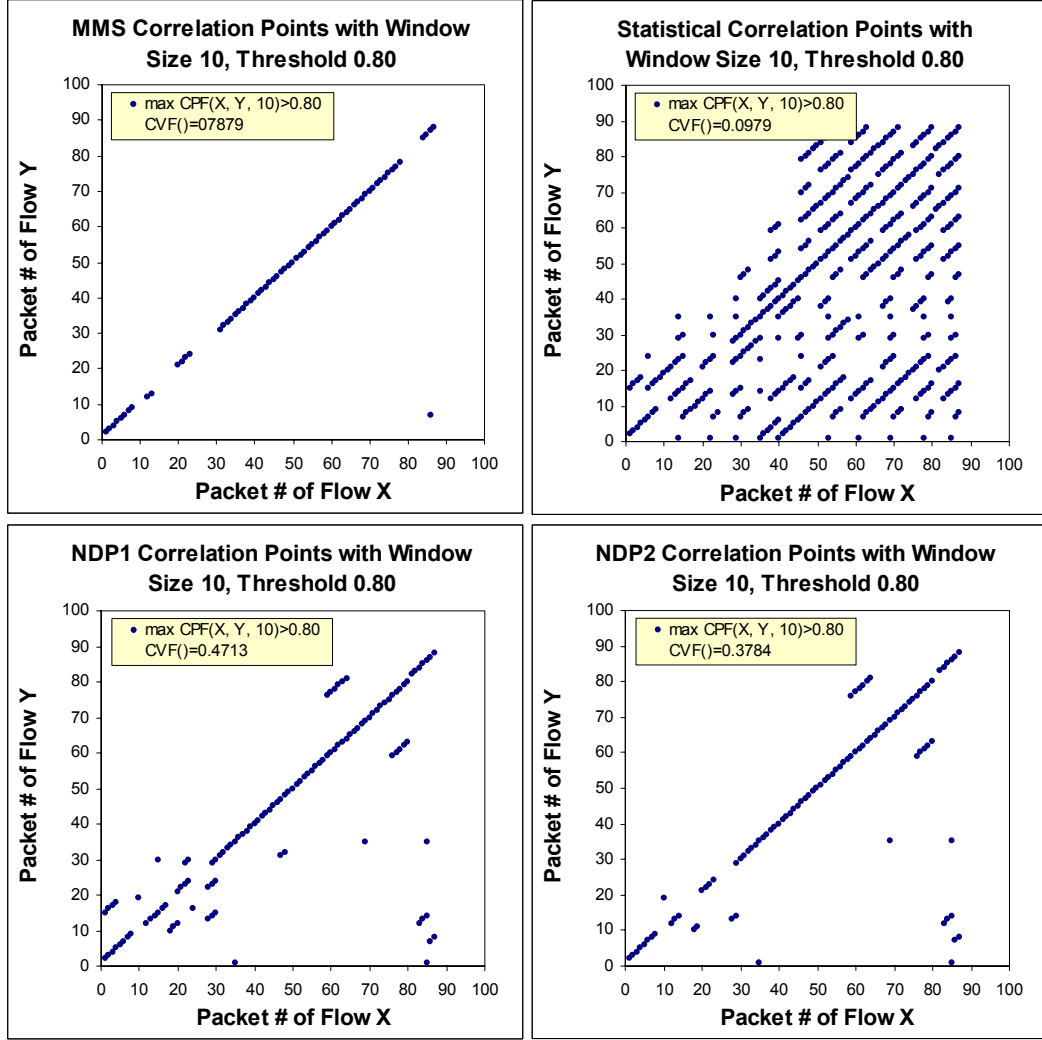 MMS Correlation Points with Window
Size 10, Threshold 0.80
max CPF(X, Y, 10)>0.80
CVF()=07879
100
90
80
70
60
50
40
30
20
10
0
Packet # of Flow Y
0 10 20 30 40 50 60 70 80 90 100
Packet # of Flow X
Statistical Correlation Points with
Window Size 10, Threshold 0.80
max CPF(X, Y, 10)>0.80
CVF()=0.0979
100
90
80
70
60
50
40
30
20
10
0
Packet # of Flow Y
0 10 20 30 40 50 60 70 80 90 100
Packet # of Flow X
NDP1 Correlation Points with Window
Size 10, Threshold 0.80
max CPF(X, Y, 10)>0.80
CVF()=0.4713
100
90
80
70
60
50
40
30
20
10
0
Packet # of Flow Y
0 10 20 30 40 50 60 70 80 90 100
Packet # of Flow X
NDP2 Correlation Points with Window
Size 10, Threshold 0.80
max CPF(X, Y, 10)>0.80
CVF()=0.3784
100
90
80
70
60
50
40
30
20
10
0
Packet # of Flow Y
0 10 20 30 40 50 60 70 80 90 100
Packet # of Flow X